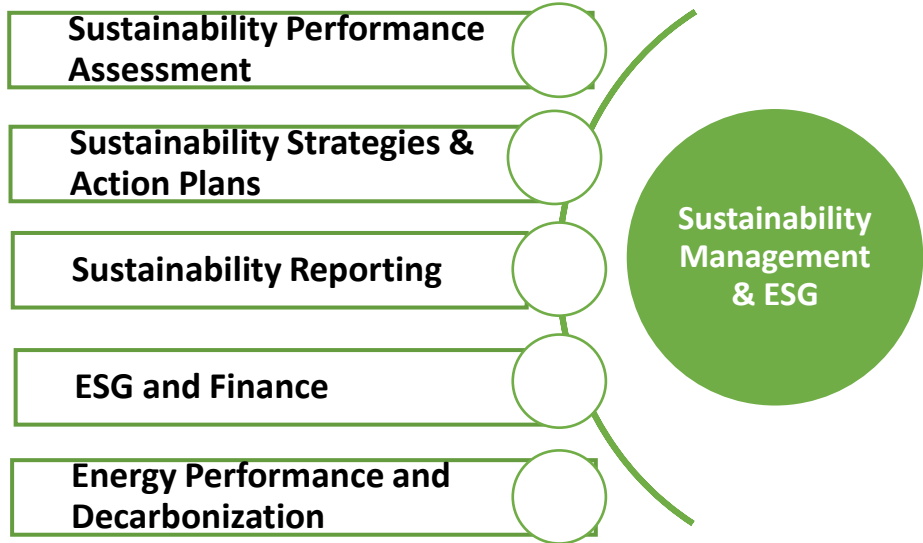 Sustainability Performance
Assessment
Sustainability Strategies &
Action Plans
Sustainability Reporting
ESG and Finance
Energy Performance and
Decarbonization
Sustainability
Management
& ESG